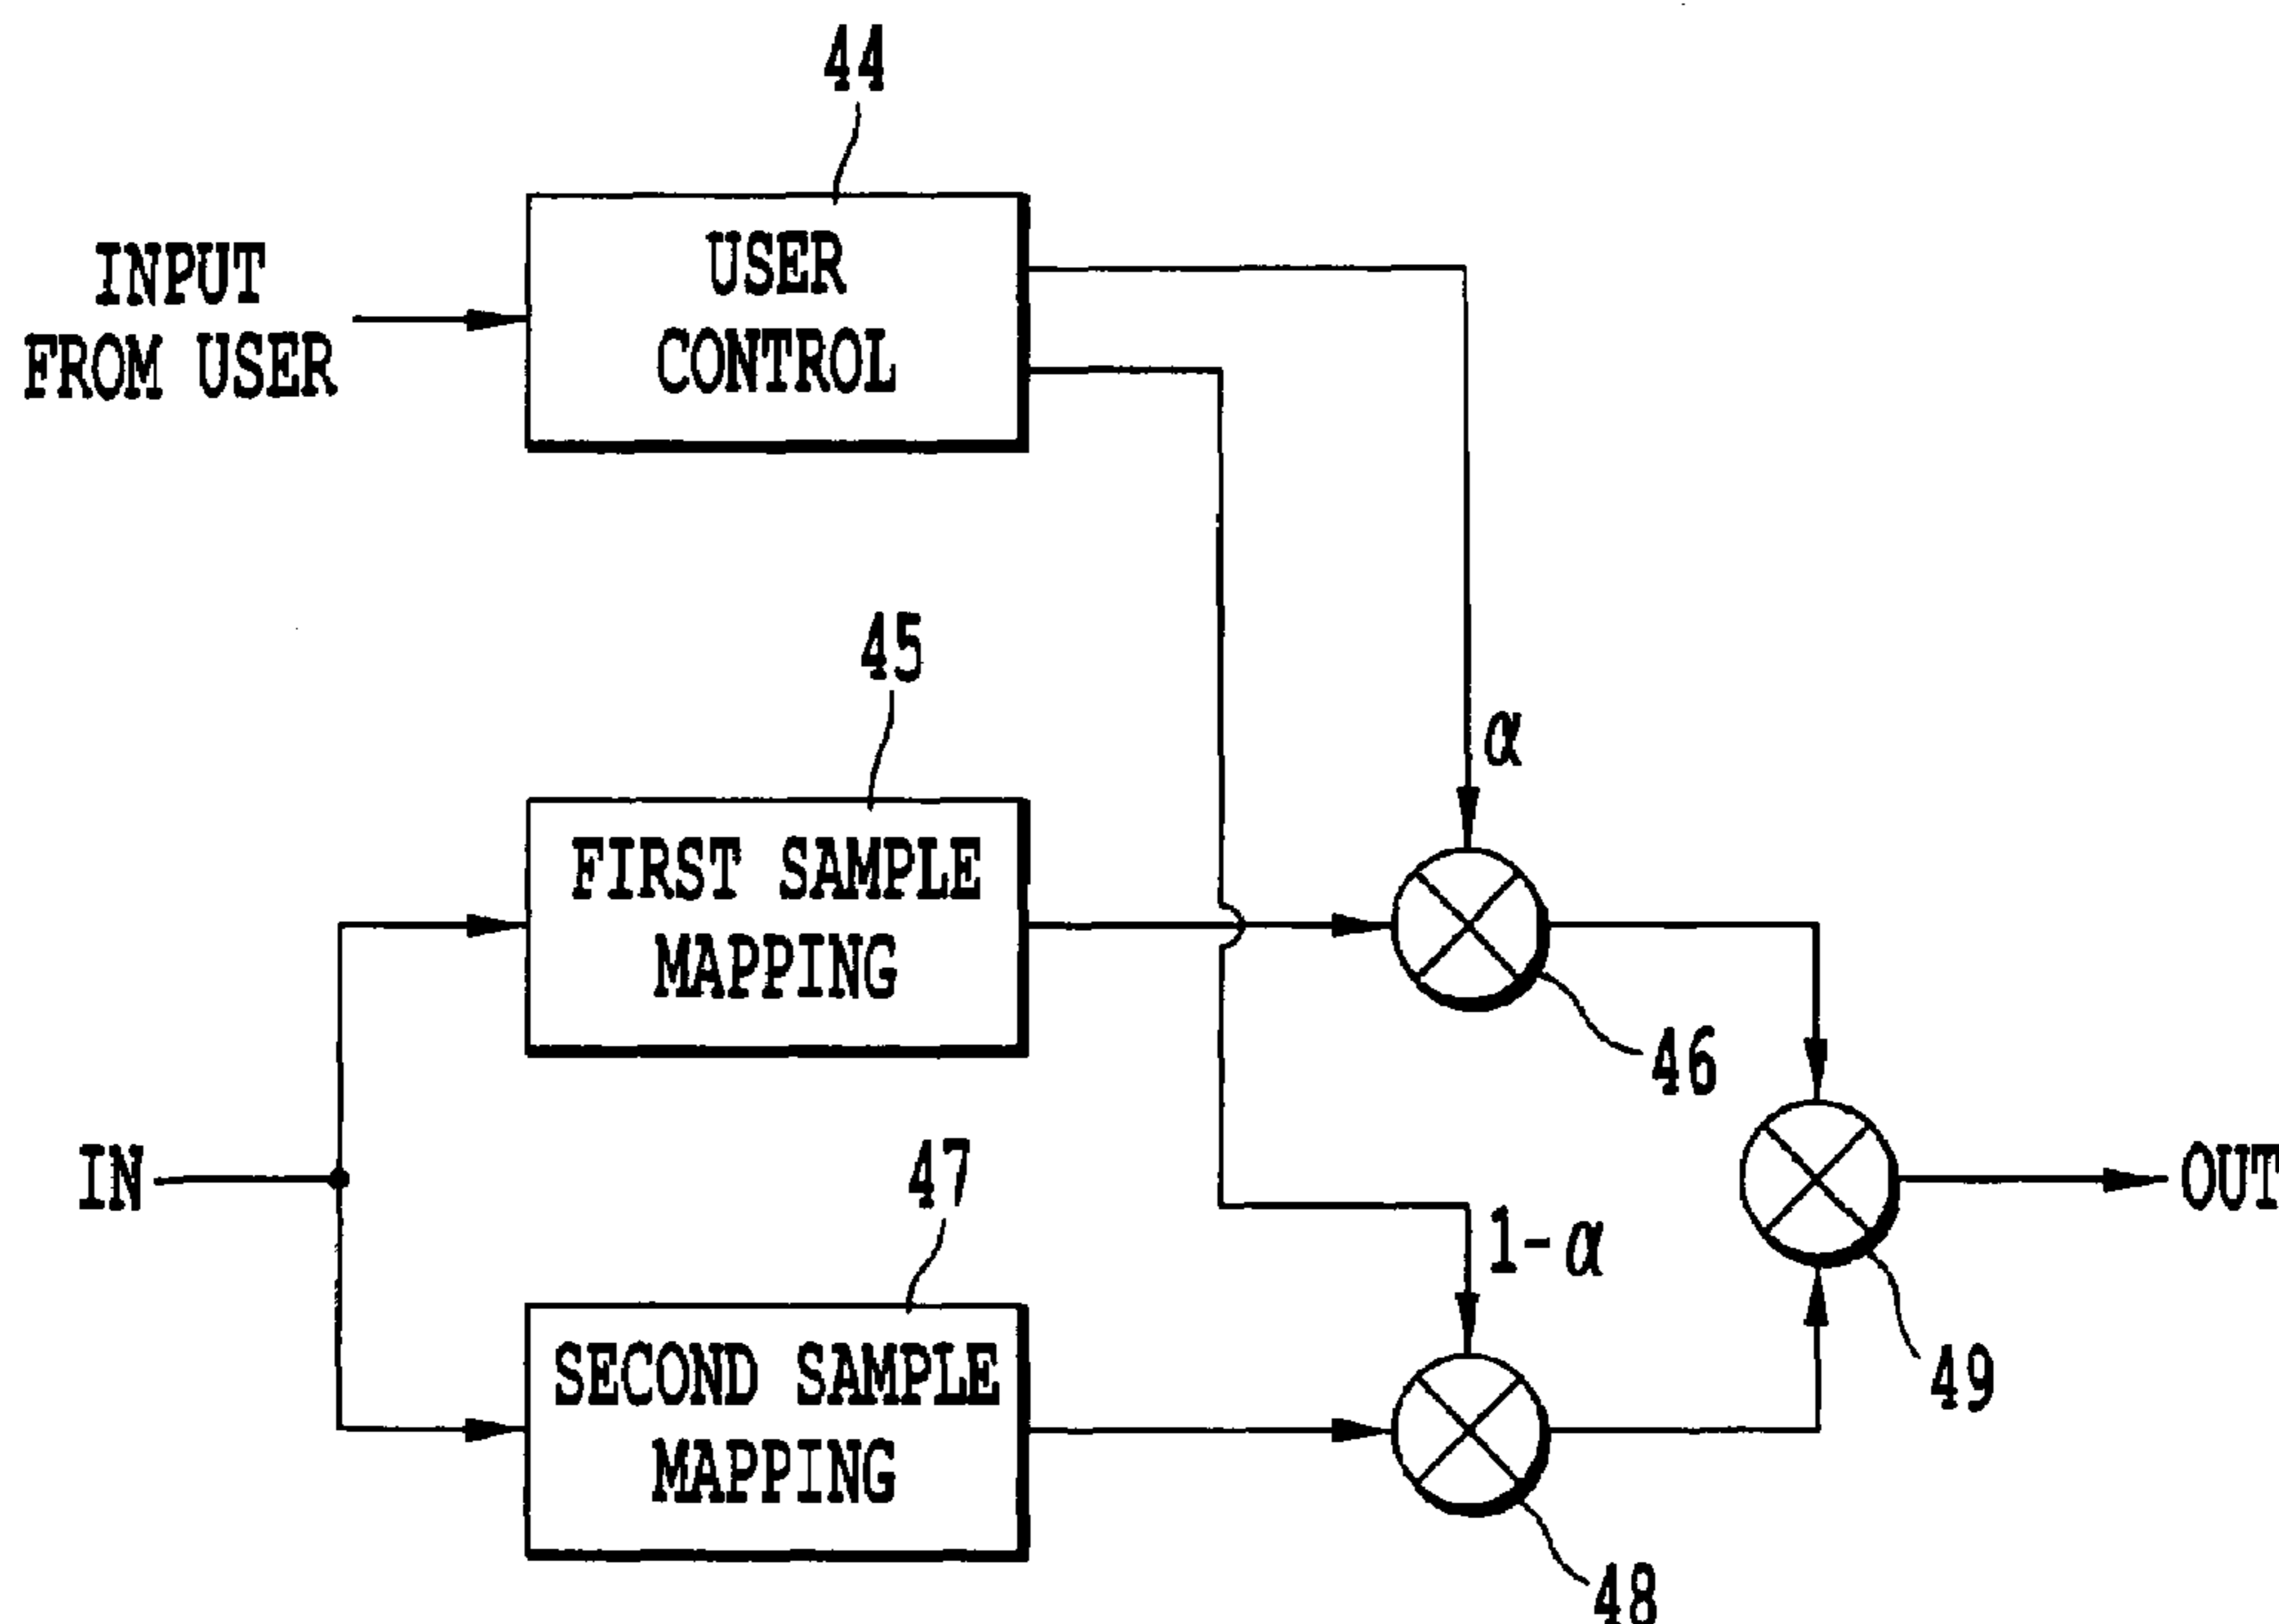 44
USER
CONTROL
INPUT
FROM USER
45
α
FIRST SAMPLE
MAPPING
46
IN
47
1-α
OUT
SECOND SAMPLE
MAPPING
49
48